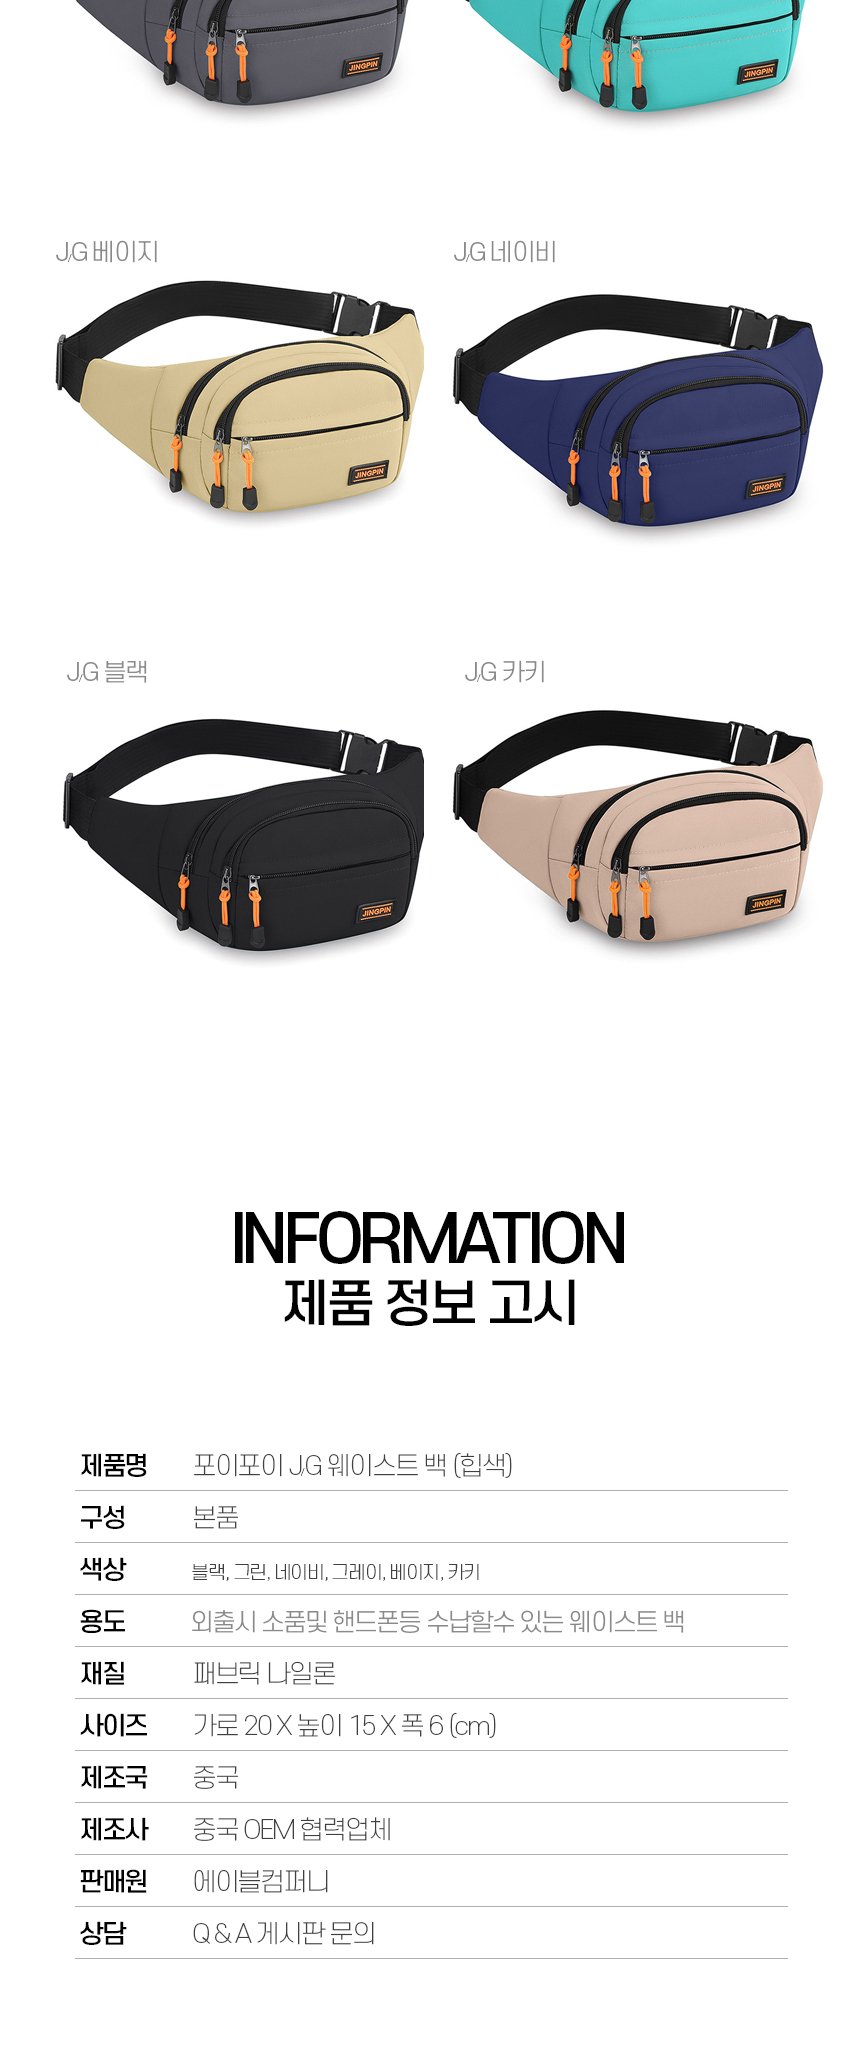 JINGPIN
JINGPIN
J/G 베이지
J/G 네이비
JINGPIN
JINGPIN
J/G 블랙
J/G 카키
JINGPIN
JINGPIN
INFORMATION
제품 정보 고시
제품명 포이포이 J/G 웨이스트 백 (힙색)
구성 본품
색상 블랙, 그린, 네이비, 그레이, 베이지, 카키
용도 외출시 소품및 핸드폰등 수납할수 있는 웨이스트 백
재질 패브릭 나일론
사이즈 가로 20 X 높이 15 X 폭 6 (cm)
제조국 중국
제조사 중국 OEM 협력업체
판매원 에이블컴퍼니
상담 Q & A 게시판 문의